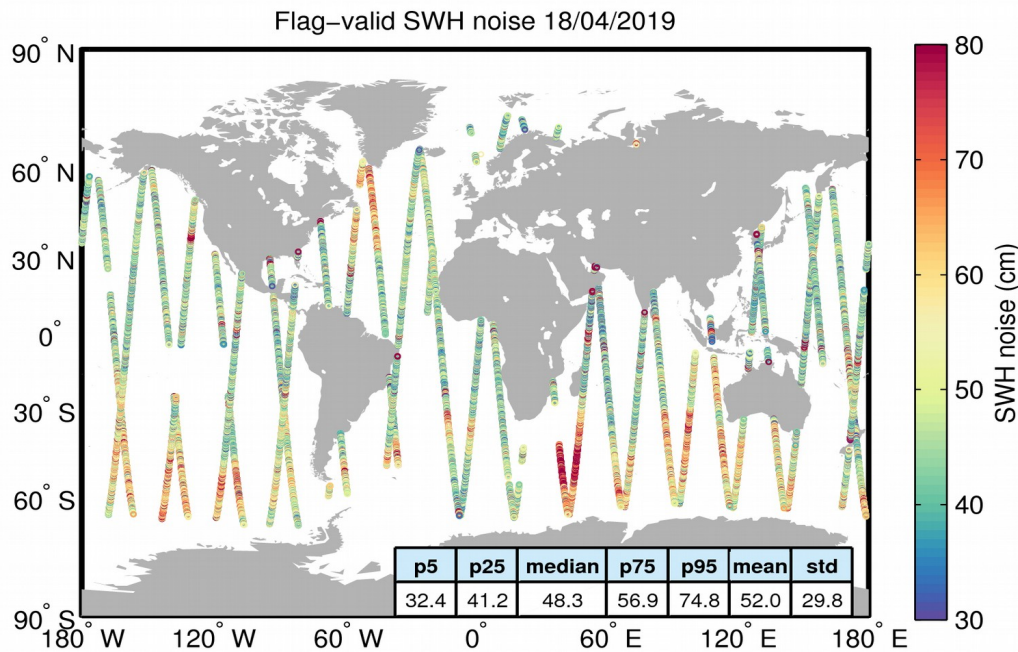 Flag−valid SWH noise 18/04/2019
90° N
60° N
30° N
0°
30° S
60° S
90° S
180° W
120° W
60° W
0°
60° E
120° E
180° E
80
70
60
50
40
30
SWH noise (cm)
p5 p25 median p75 p95 mean std
32.4 41.2 48.3 56.9 74.8 52.0 29.8